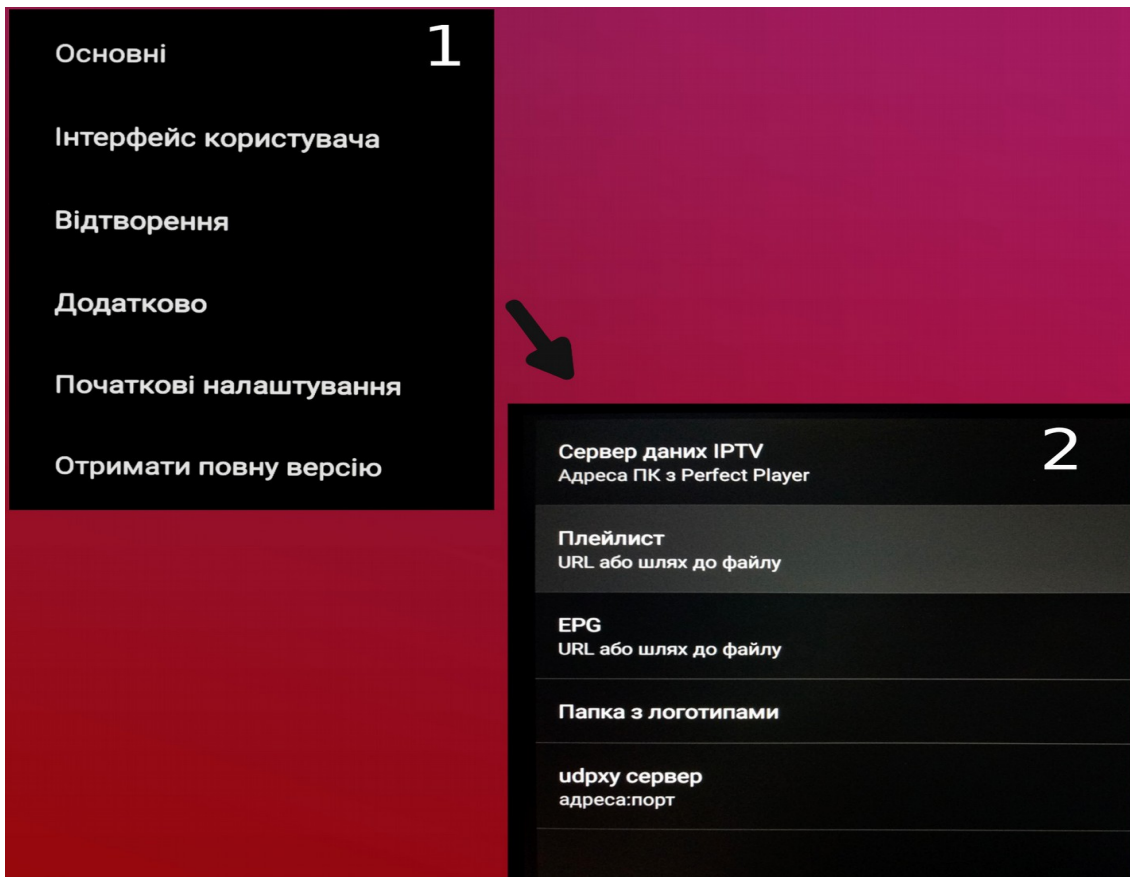 Основні
1
Інтерфейс користувача
Відтворення
Додатково
Початкові налаштування
Отримати повну версію
Сервер даних IPTV
2
Адреса ПК з Perfect Player
Плейлист
URL або шлях до файлу
EPG
URL або шлях до файлу
Папка з логотипами
udpxy сервер
адреса:порт